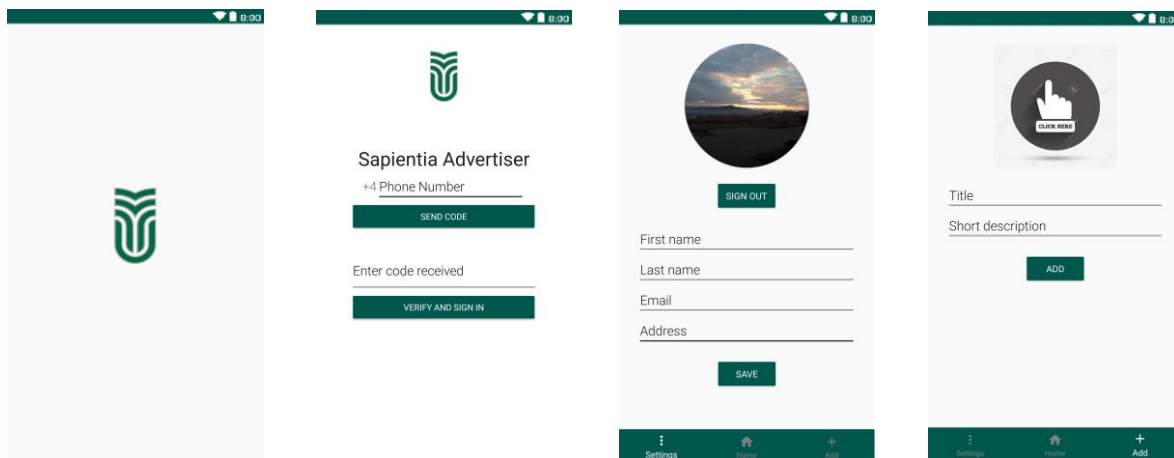 8:00
8:00
Sapientia Advertiser
+4 Phone Number
SEND CODE
Enter code received
VERIFY AND SIGN IN
8:00
SIGN OUT
First name
Last name
Email
Address
SAVE
Settings Home Add
8:0
CLICK HERE
Title
Short description
ADD
Settings Home Add